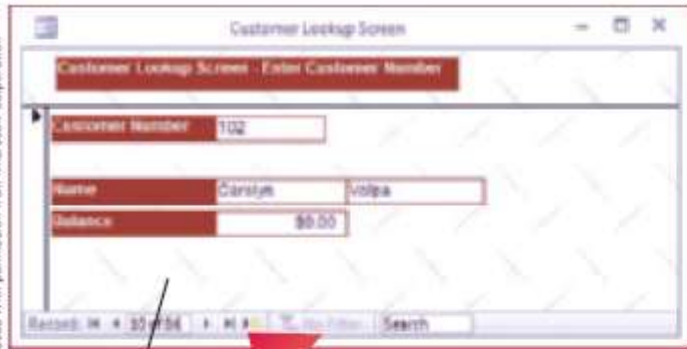 Customer Lookup Screen
Customer Lookup Screen - Enter Customer Number
Customer Number 102
Name Carolyn Volpa
Balance $0.00
Record: of No Filter Search